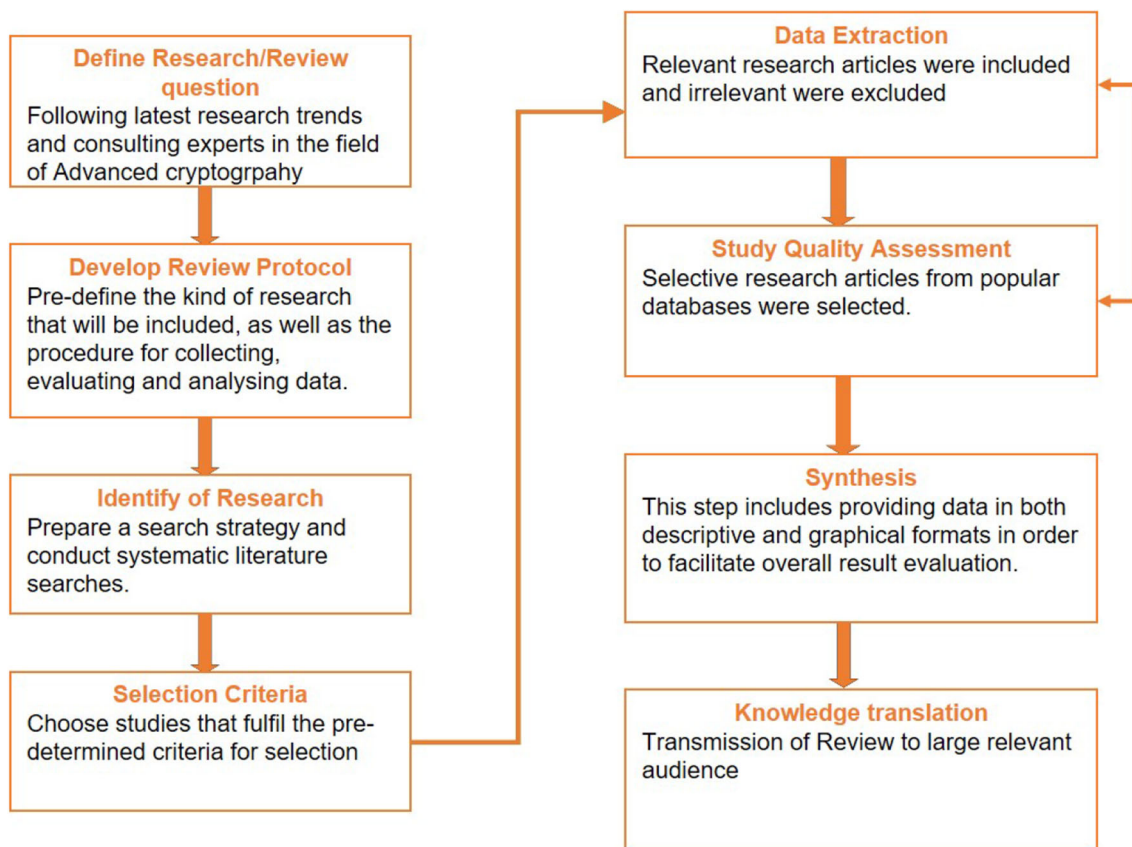 Define Research/Review
question
Following latest research trends
and consulting experts in the field
of Advanced cryptogrpahy
Develop Review Protocol
Pre-define the kind of research
that will be included, as well as the
procedure for collecting,
evaluating and analysing data.
Identify of Research
Prepare a search strategy and
conduct systematic literature
searches.
Selection Criteria
Choose studies that fulfil the pre-
determined criteria for selection
Data Extraction
Relevant research articles were included
and irrelevant were excluded
Study Quality Assessment
Selective research articles from popular
databases were selected.
Synthesis
This step includes providing data in both
descriptive and graphical formats in order
to facilitate overall result evaluation.
Knowledge translation
Transmission of Review to large relevant
audience